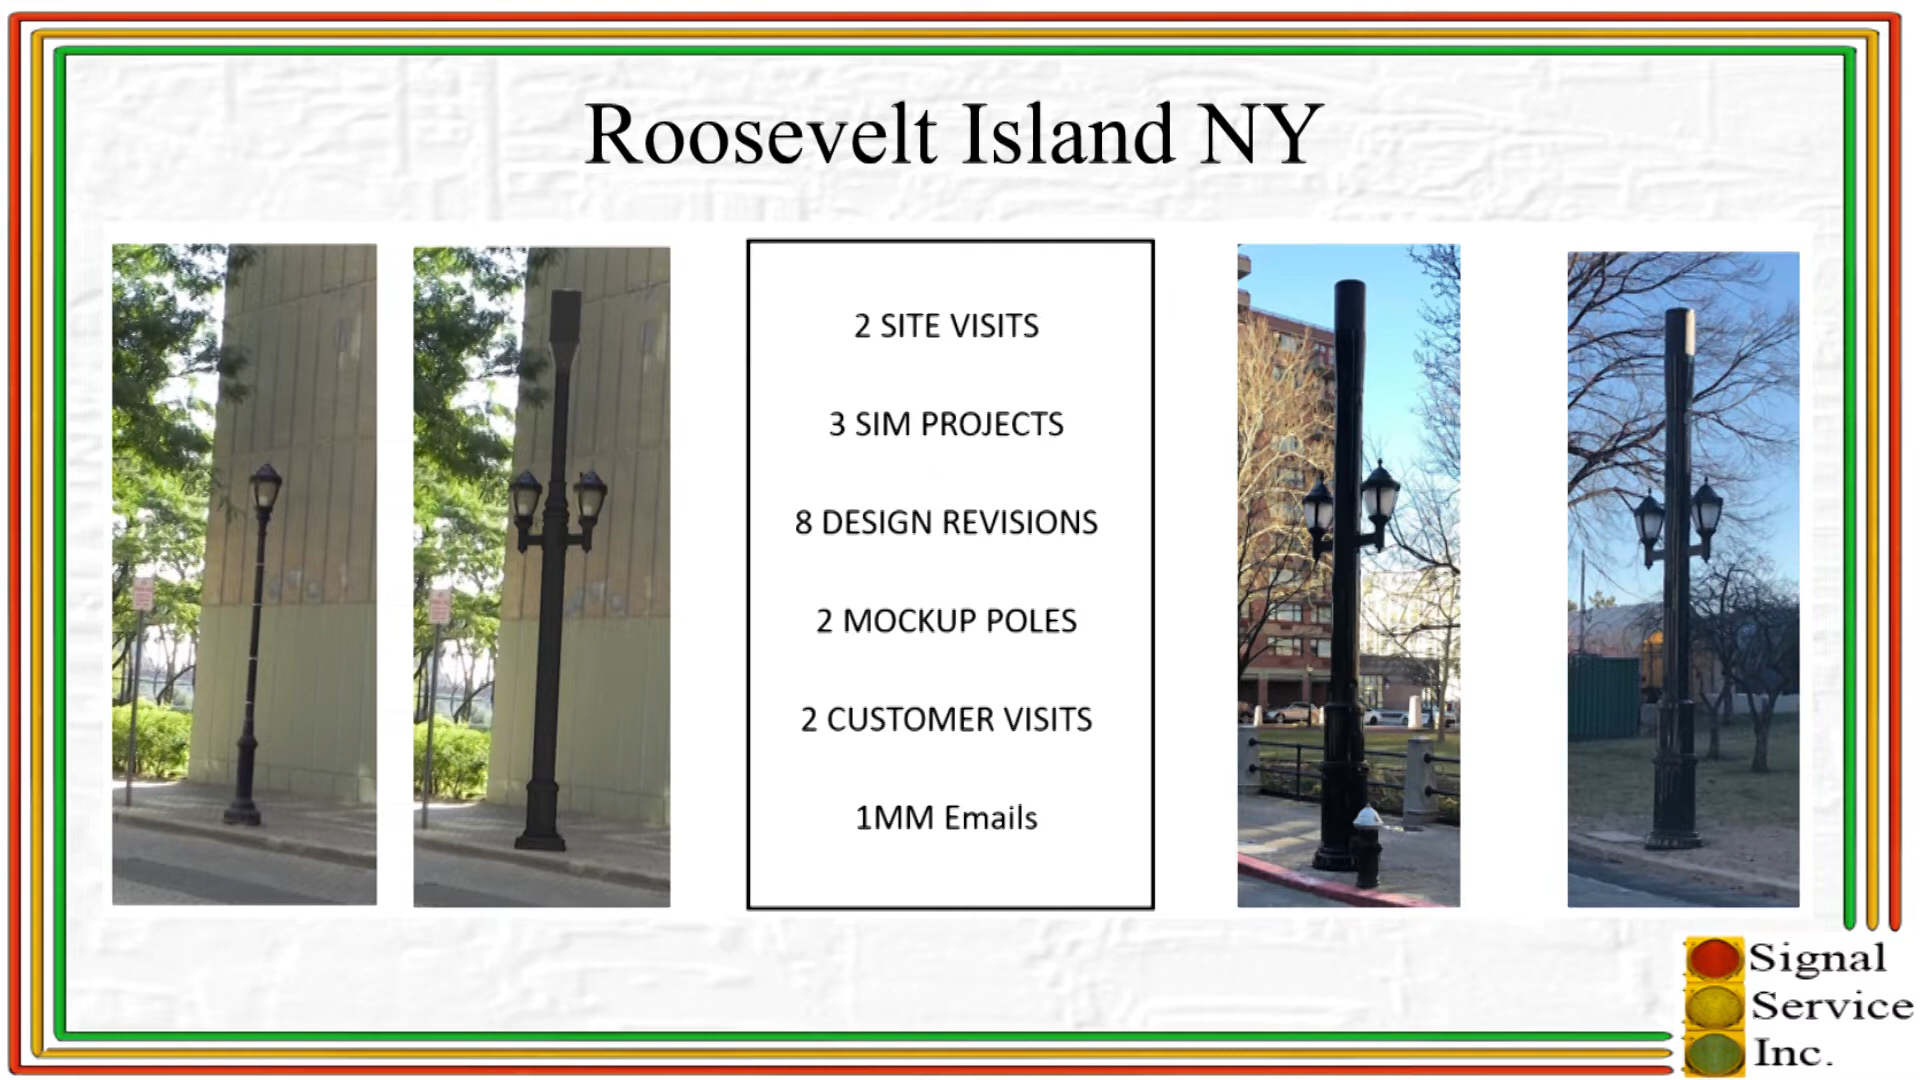 Roosevelt Island NY
2 SITE VISITS
3 SIM PROJECTS
8 DESIGN REVISIONS
2 MOCKUP POLES
2 CUSTOMER VISITS
1MM Emails
Signal
Service
Inc.